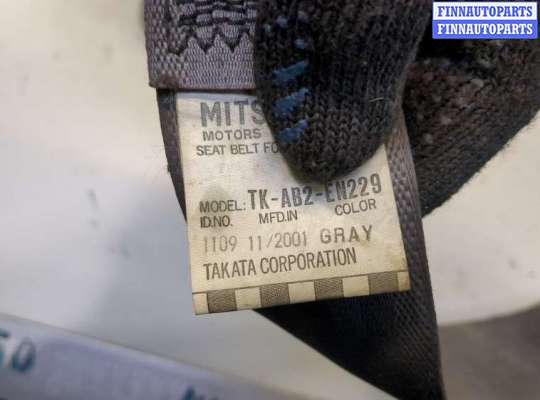 FINNAUTOPARTS
FINNAUTOPARTS
MITS
MOTORS
SEAT BELT FO
MODEL: TK-AB2-EN229
ID.NO. MFD.IN COLOR
1109 11/2001 GRAY
TAKATA CORPORATION